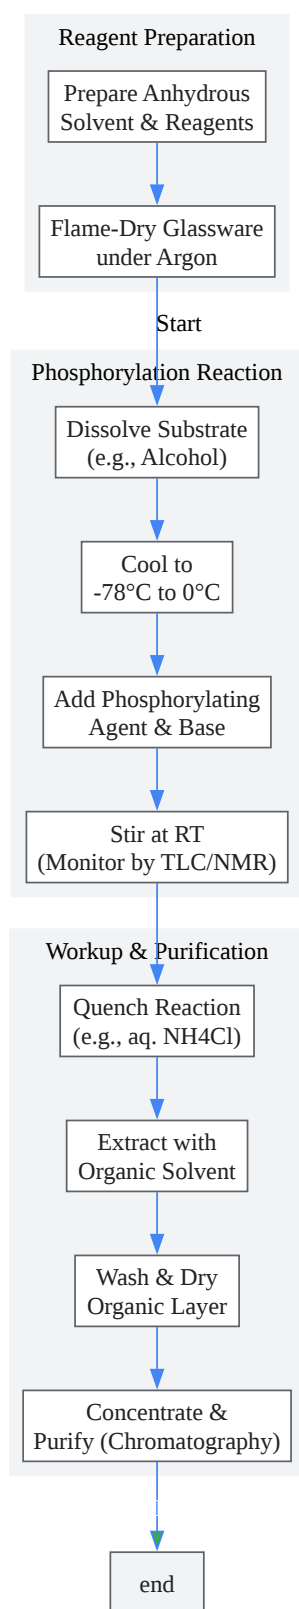 Reagent Preparation
Prepare Anhydrous
Solvent & Reagents
Flame-Dry Glassware
under Argon
Start
Phosphorylation Reaction
Dissolve Substrate
(e.g., Alcohol)
Cool to
-78°C to 0°C
Add Phosphorylating
Agent & Base
Stir at RT
(Monitor by TLC/NMR)
Workup & Purification
Quench Reaction
(e.g., aq. NH4Cl)
Extract with
Organic Solvent
Wash & Dry
Organic Layer
Concentrate &
Purify (Chromatography)
end